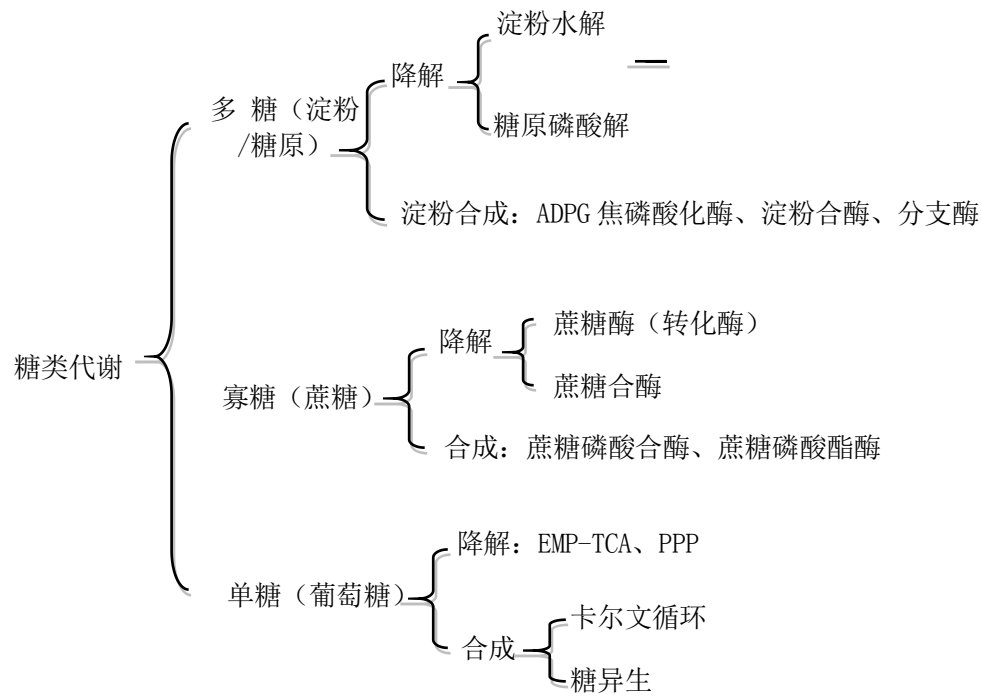 淀粉水解
降解
多 糖（淀粉
/糖原）
糖原磷酸解
淀粉合成：ADPG 焦磷酸化酶、淀粉合酶、分支酶
糖类代谢
蔗糖酶（转化酶）
降解
蔗糖合酶
寡糖（蔗糖）
合成：蔗糖磷酸合酶、蔗糖磷酸酯酶
降解：EMP-TCA、PPP
单糖（葡萄糖）
卡尔文循环
合成
糖异生